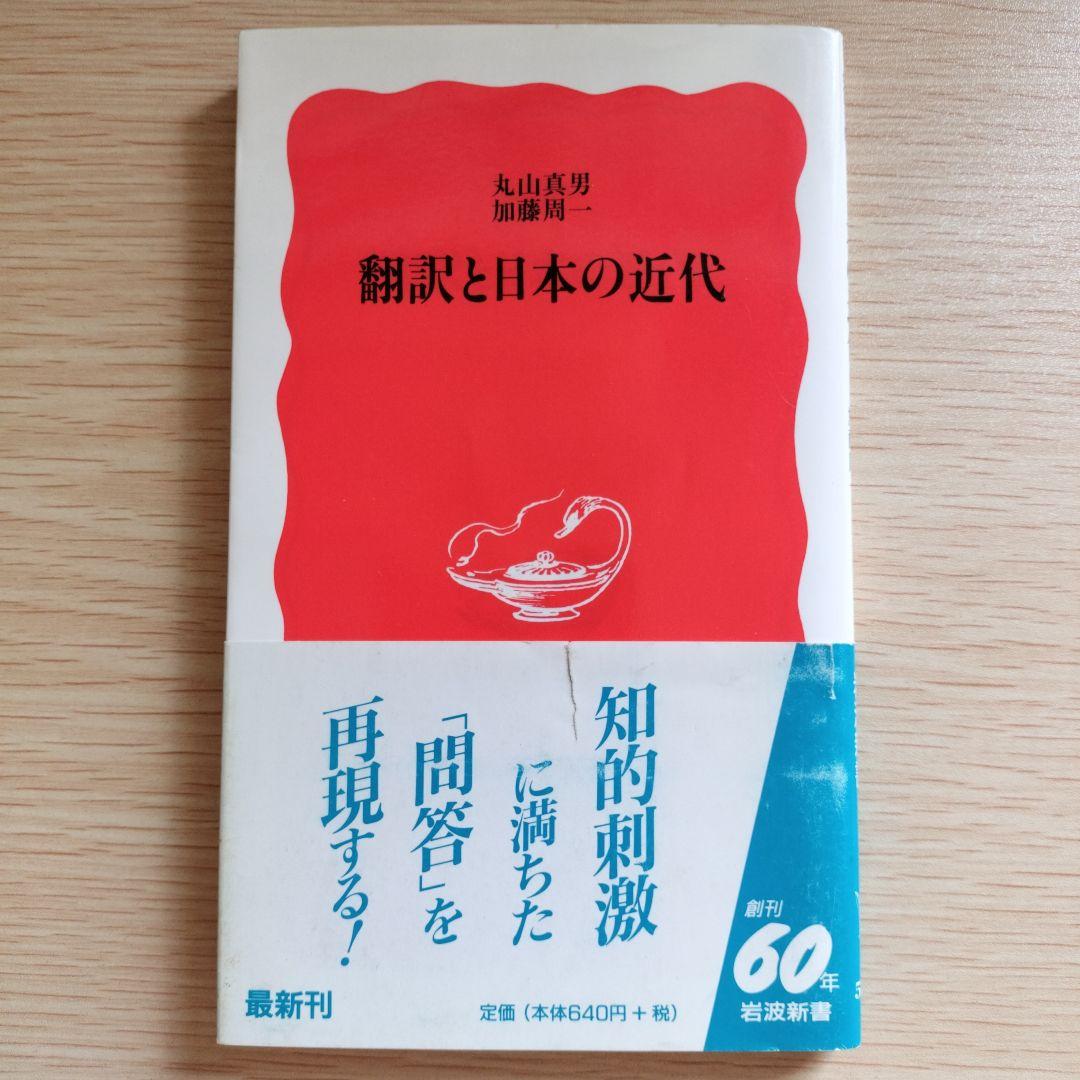 丸山真男
加藤周一
翻訳と日本の近代
知的刺激
に満ちた
「問答」を
再現する!
最新刊
定価(本体640円+税)
創刊
60年
岩波新書